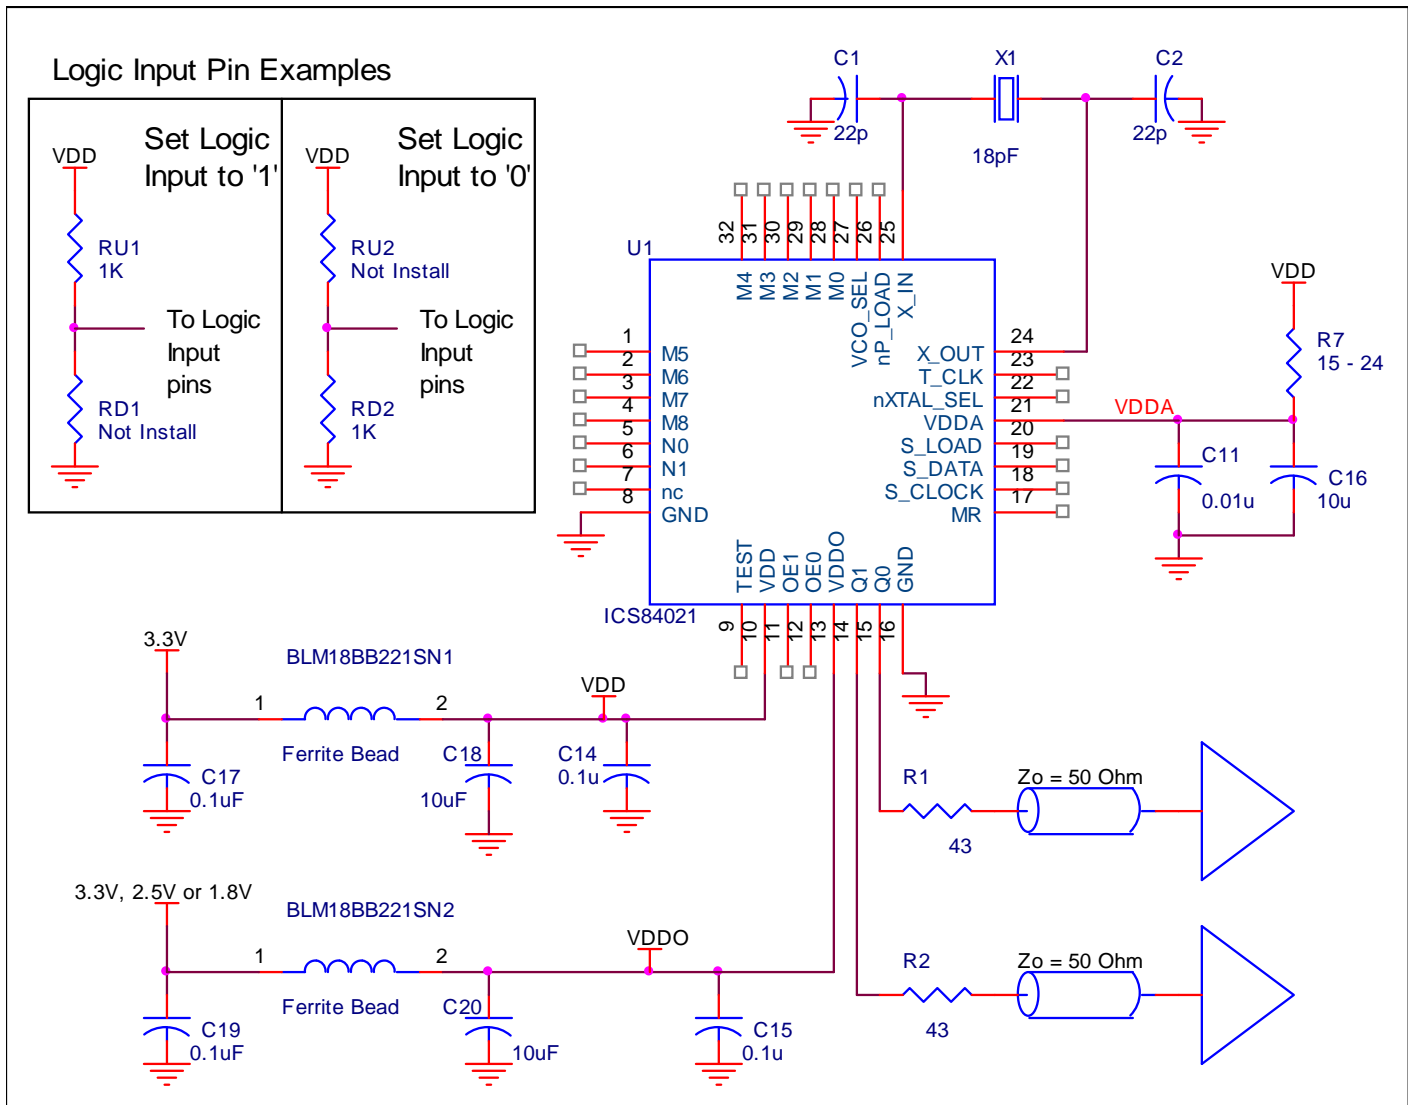 Logic Input Pin Examples
Set Logic
Input to '1'
VDD
RU1
1K
To Logic
Input
pins
RD1
Not Install
Set Logic
Input to '0'
VDD
RU2
Not Install
To Logic
Input
pins
RD2
1K
C1
22p
X1
18pF
C2
22p
U1
32
31
30
29
28
27
26
25
M4
M3
M2
M1
M0
VCO_SEL
nP_LOAD
X_IN
1
2
3
4
5
6
7
8
M5
M6
M7
M8
N0
N1
nc
GND
24
23
22
21
20
19
18
17
X_OUT
T_CLK
nXTAL_SEL
VDDA
S_LOAD
S_DATA
S_CLOCK
MR
TEST
VDD
OE1
OE0
VDDO
Q1
Q0
GND
9
10
11
12
13
14
15
16
ICS84021
VDD
R7
15 - 24
VDDA
C11
0.01u
C16
10u
3.3V
BLM18BB221SN1
1
2
VDD
Ferrite Bead
C17
0.1uF
C18
10uF
C14
0.1u
R1
43
Zo = 50 Ohm
3.3V, 2.5V or 1.8V
BLM18BB221SN2
1
2
VDDO
Ferrite Bead
C19
0.1uF
C20
10uF
C15
0.1u
R2
43
Zo = 50 Ohm